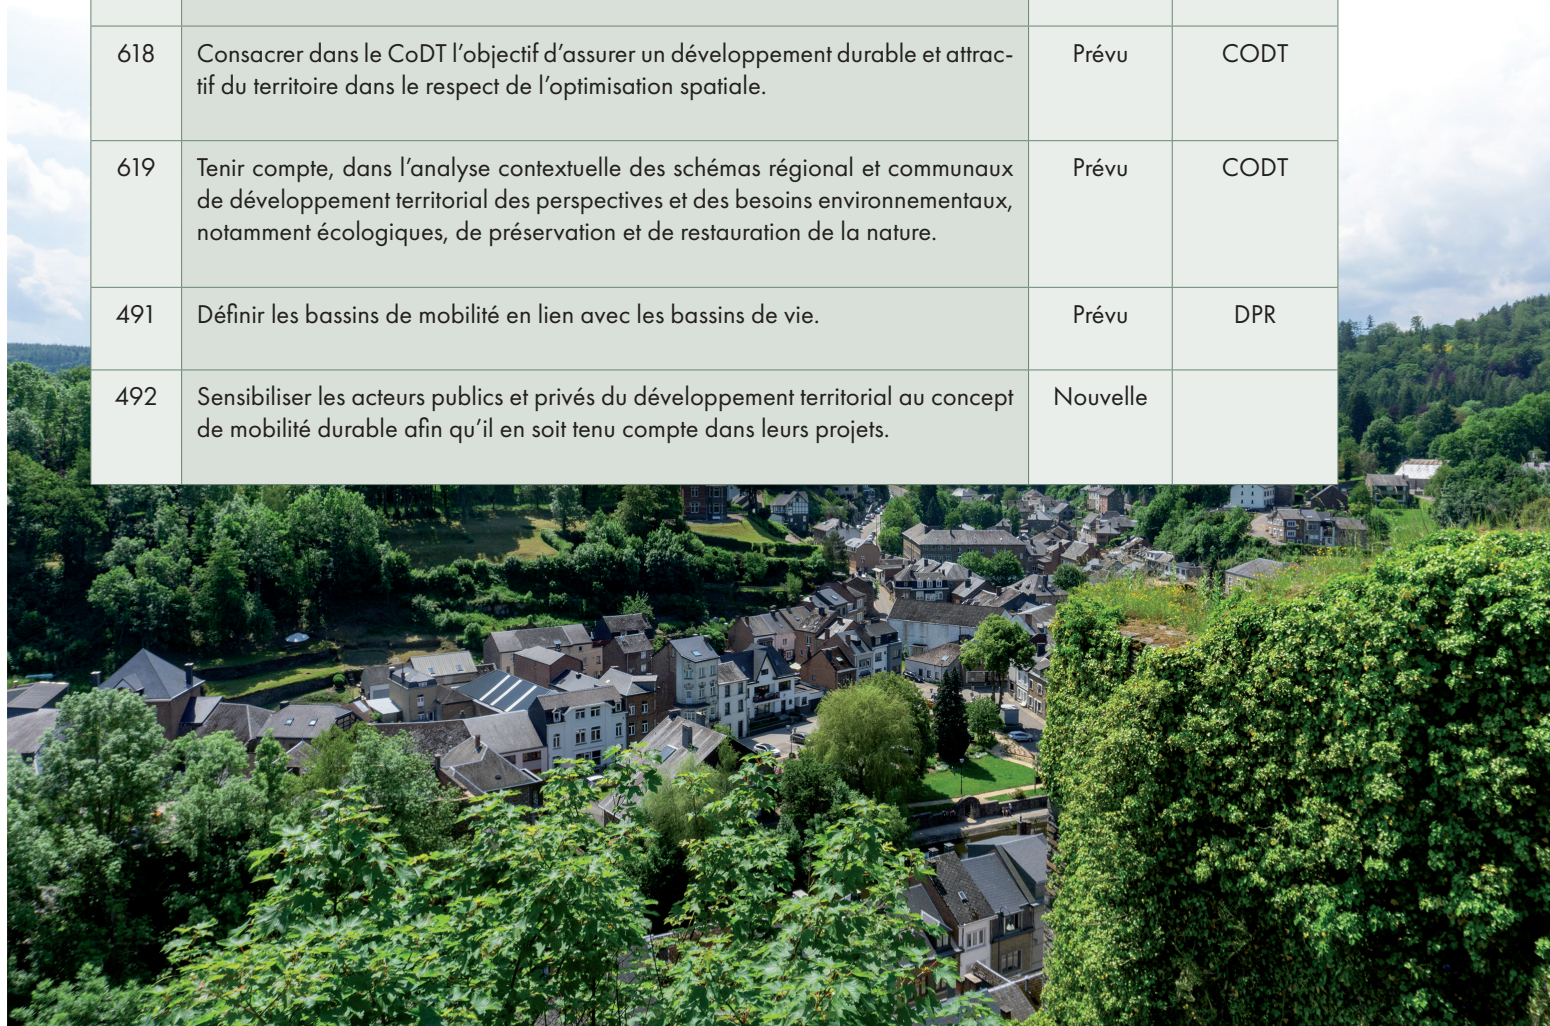 618 Consacrer dans le CoDT l’objectif d’assurer un développement durable et attrac- Prévu CODT
tif du territoire dans le respect de l’optimisation spatiale.
619 Tenir compte, dans l’analyse contextuelle des schémas régional et communaux Prévu CODT
de développement territorial des perspectives et des besoins environnementaux,
notamment écologiques, de préservation et de restauration de la nature.
491 Définir les bassins de mobilité en lien avec les bassins de vie. Prévu DPR
492 Sensibiliser les acteurs publics et privés du développement territorial au concept Nouvelle
de mobilité durable afin qu’il en soit tenu compte dans leurs projets.